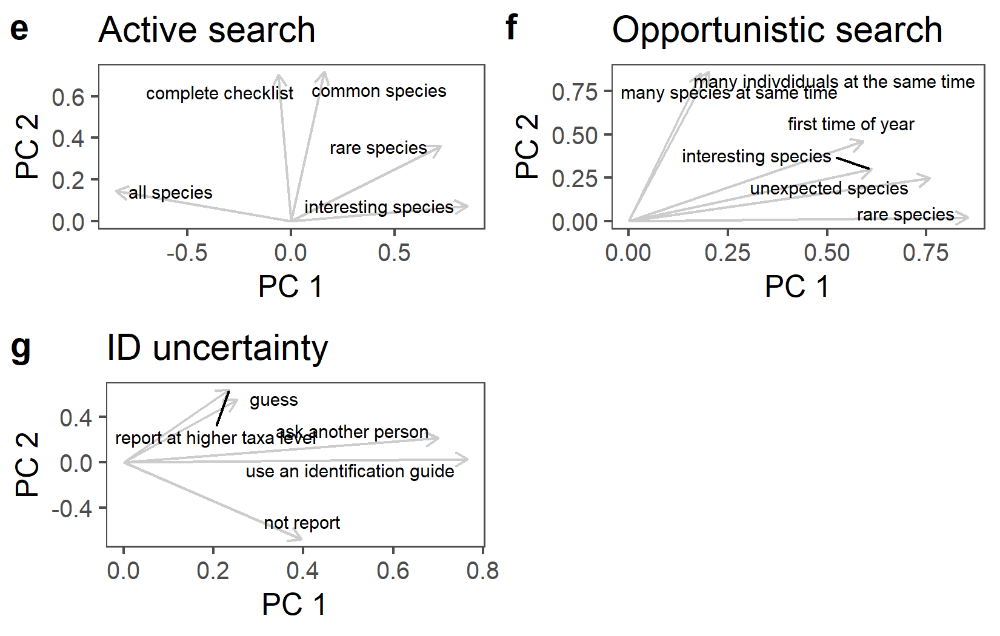 e Active search
complete checklist
common species
rare species
all species
interesting species
0.6
0.4
0.2
0.0
PC 2
-0.5 0.0 0.5
PC 1
f Opportunistic search
many indivdiduals at the same time
many species at same time
first time of year
interesting species
unexpected species
rare species
0.75
0.50
0.25
0.00
PC 2
0.00 0.25 0.50 0.75
PC 1
g ID uncertainty
guess
ask another person
report at higher taxa level
use an identification guide
not report
0.4
0.0
-0.4
PC 2
0.0 0.2 0.4 0.6 0.8
PC 1